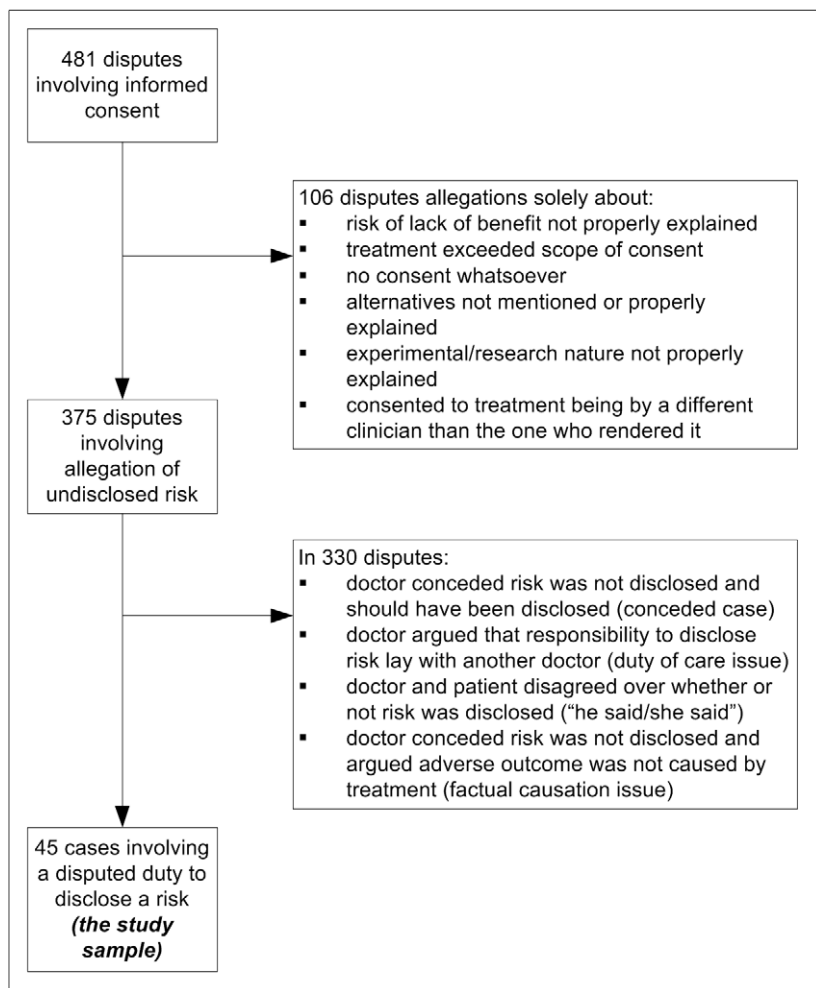 481 disputes
involving informed
consent
106 disputes allegations solely about:
▪ risk of lack of benefit not properly explained
▪ treatment exceeded scope of consent
▪ no consent whatsoever
▪ alternatives not mentioned or properly
explained
▪ experimental/research nature not properly
explained
▪ consented to treatment being by a different
clinician than the one who rendered it
375 disputes
involving
allegation of
undisclosed risk
In 330 disputes:
▪ doctor conceded risk was not disclosed and
should have been disclosed (conceded case)
▪ doctor argued that responsibility to disclose
risk lay with another doctor (duty of care issue)
▪ doctor and patient disagreed over whether or
not risk was disclosed (“he said/she said”)
▪ doctor conceded risk was not disclosed and
argued adverse outcome was not caused by
treatment (factual causation issue)
45 cases involving
a disputed duty to
disclose a risk
(the study
sample)